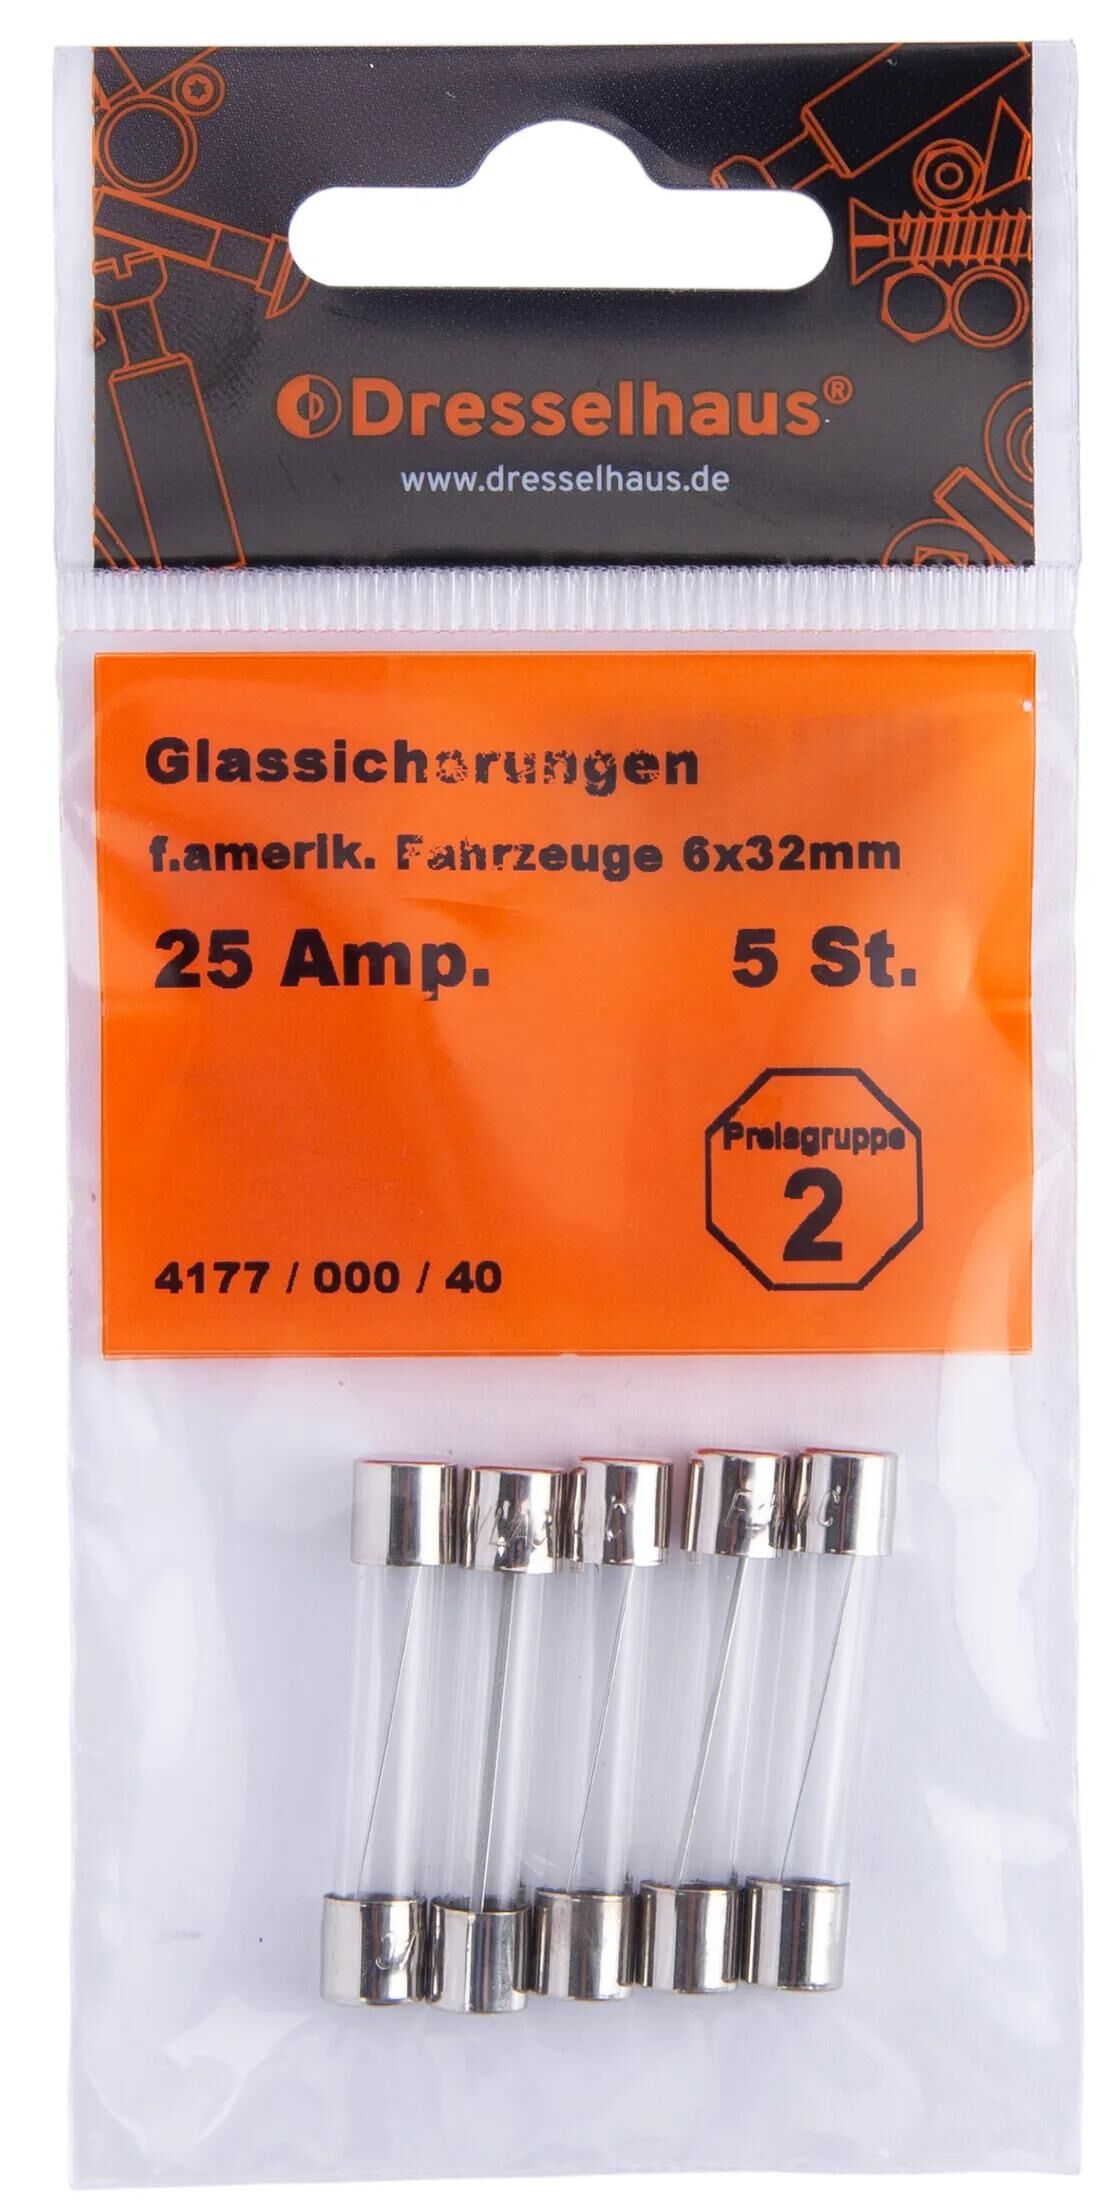 Dresselhaus®
www.dresselhaus.de
Glassicherungen
f.amerik. Fahrzeuge 6x32mm
25 Amp. 5 St.
Preisgruppe
2
4177 / 000 / 40